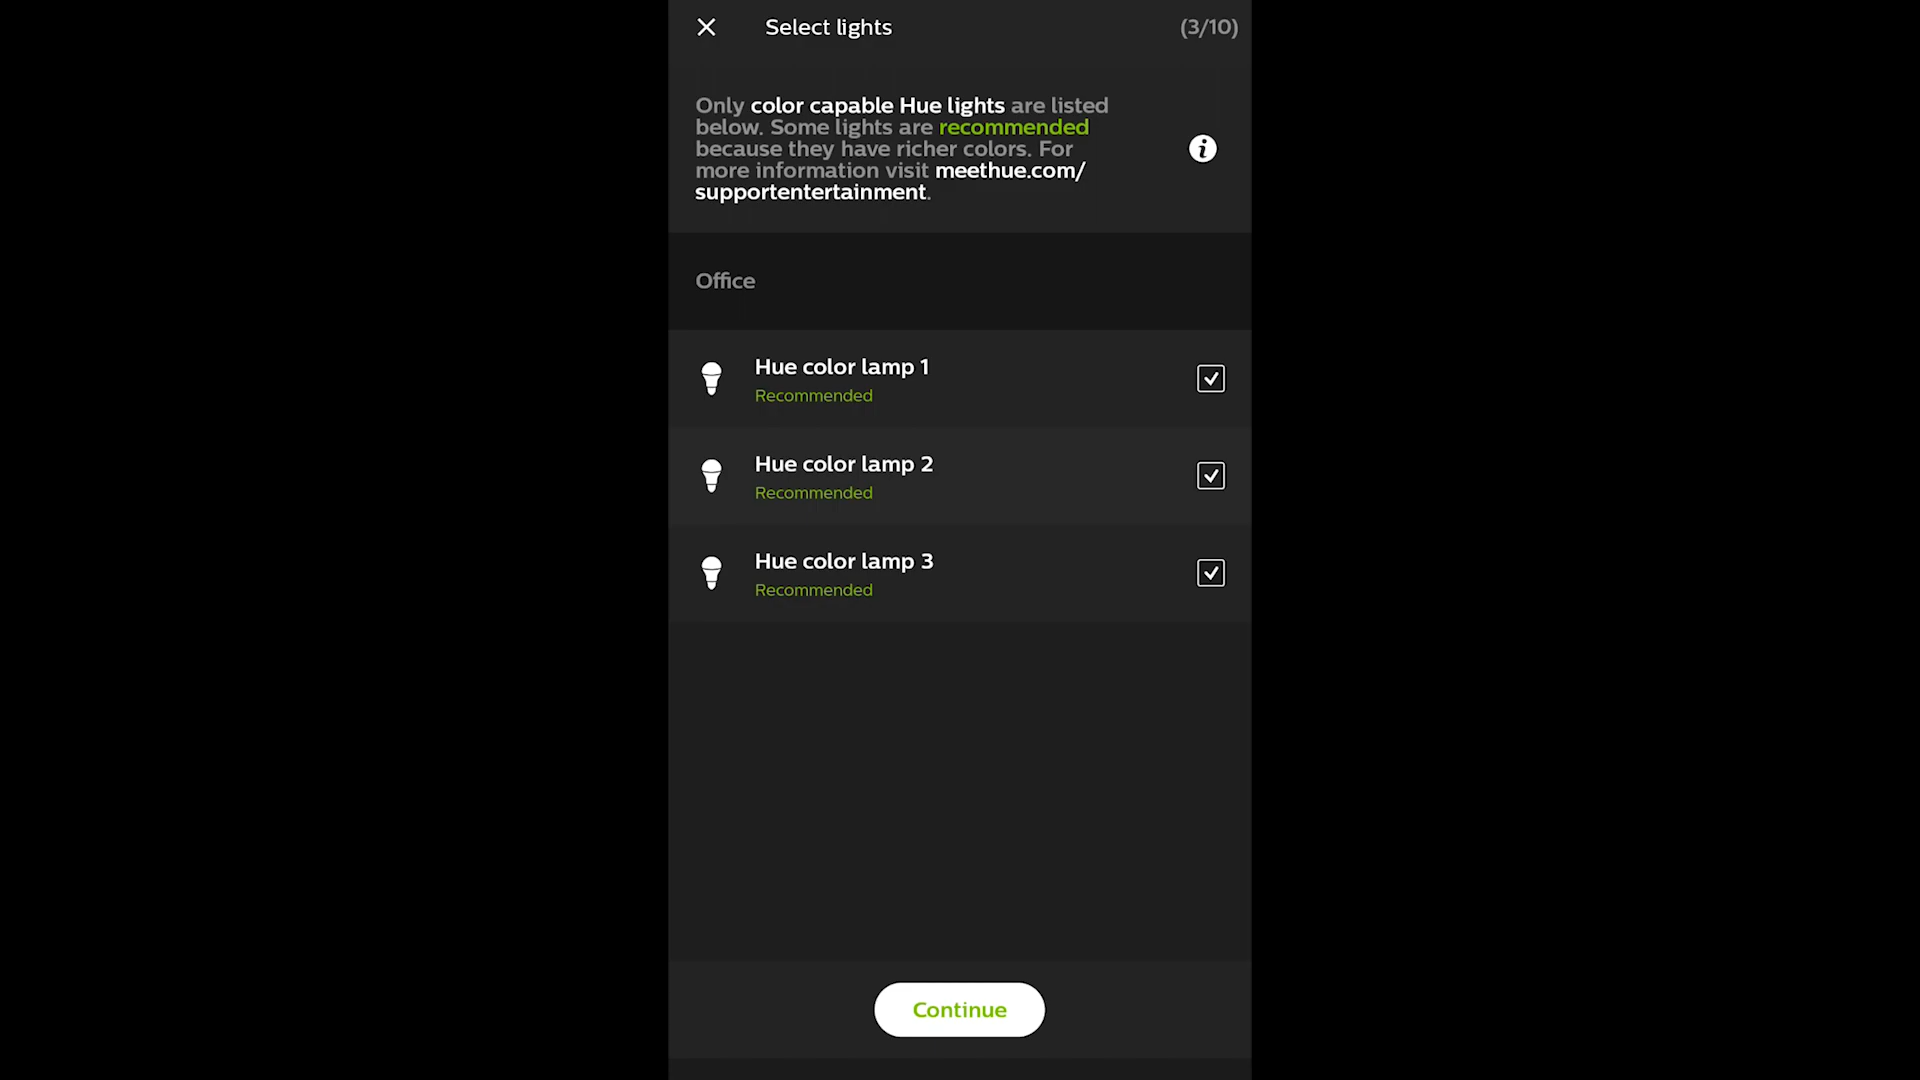 Select lights
(3/10)
Only color capable Hue lights are listed
below. Some lights are recommended
because they have richer colors. For
more information visit meethue.com/
supportentertainment.
Office
Hue color lamp 1
Recommended
Hue color lamp 2
Recommended
Hue color lamp 3
Recommended
Continue